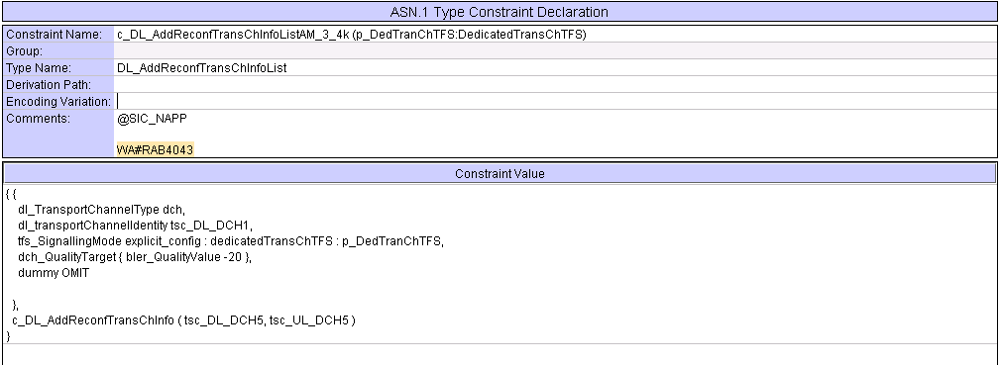 ASN.1 Type Constraint Declaration
Constraint Name: c_DL_AddReconfTransChInfoListAM_3_4k (p_DedTranChTFS:DedicatedTransChTFS)
Group:
Type Name: DL_AddReconfTransChInfoList
Derivation Path:
Encoding Variation:
Comments: @SIC_NAPP
WA#RAB4043
Constraint Value
{ {
dl_TransportChannelType dch,
dl_transportChannelIdentity tsc_DL_DCH1,
tfs_SignallingMode explicit_config : dedicatedTransChTFS : p_DedTranChTFS,
dch_QualityTarget { bler_QualityValue -20 },
dummy OMIT
},
c_DL_AddReconfTransChInfo ( tsc_DL_DCH5, tsc_UL_DCH5 )
}